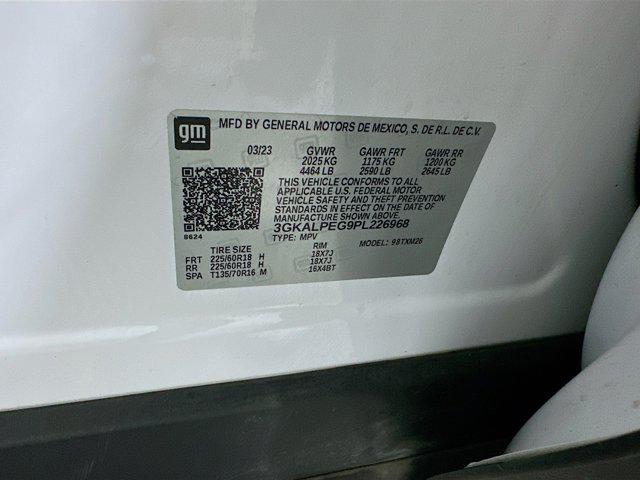 gm MFD BY GENERAL MOTORS DE MEXICO, S. DE R.L. DE C.V.
03/23 GVWR GAWR FRT GAWR RR
2025 KG 1175 KG 1200 KG
4464 LB 2590 LB 2645 LB
THIS VEHICLE CONFORMS TO ALL
APPLICABLE U.S. FEDERAL MOTOR
VEHICLE SAFETY AND THEFT PREVENTION
STANDARDS IN EFFECT ON THE DATE OF
MANUFACTURE SHOWN ABOVE.
3GKALPEG9PL226968
8624 TYPE: MPV MODEL: 98TXM26
TIRE SIZE RIM
FRT 225/60R18 H 18X7J
RR 225/60R18 H 18X7J
SPA T135/70R16 M 16X4BT